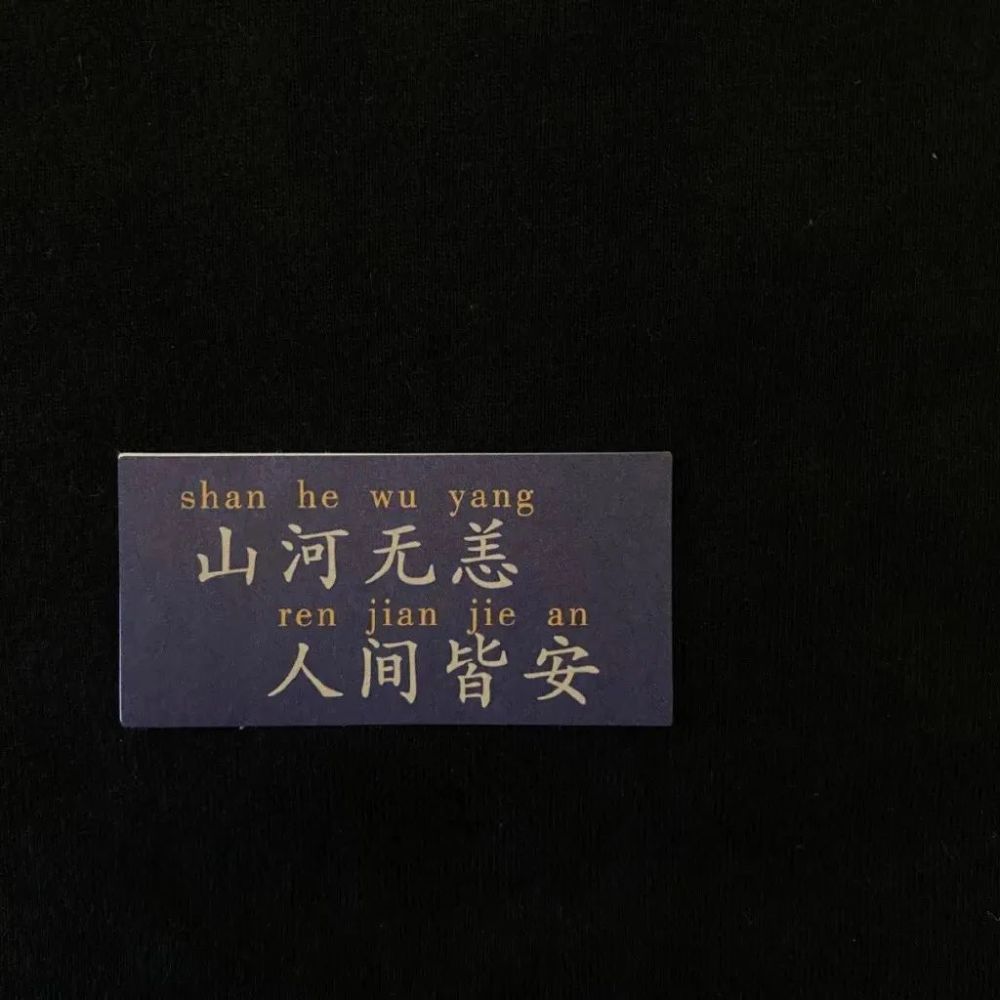 shan he wu yang
山河无恙
ren jian jie an
人间皆安